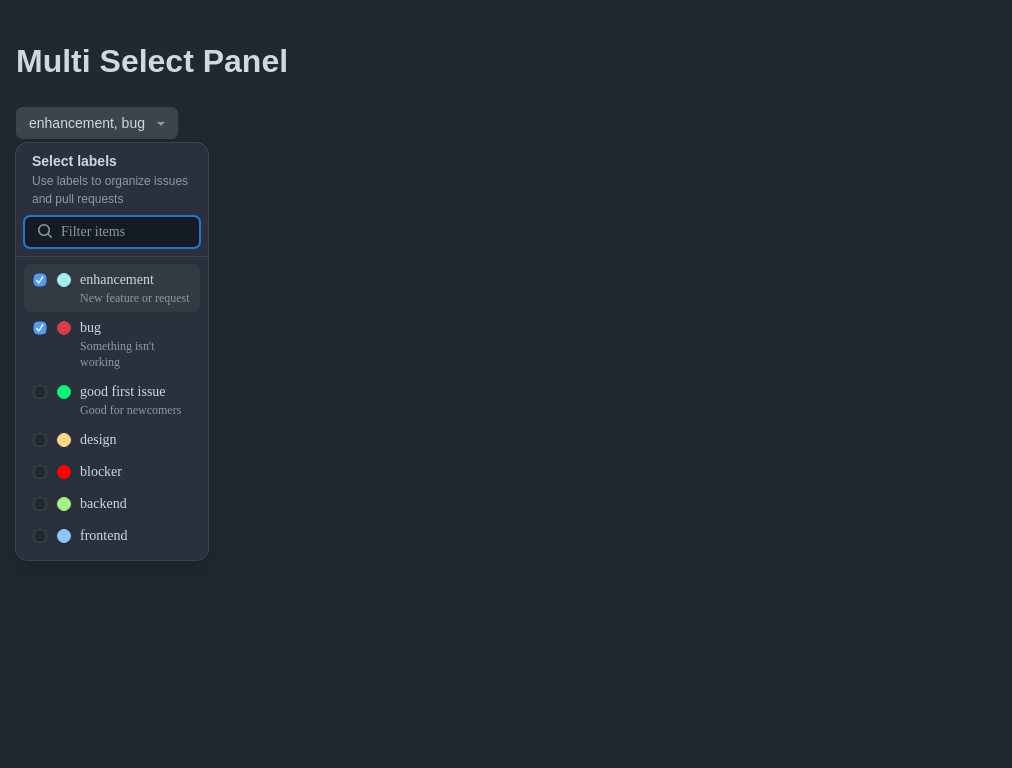 Multi Select Panel
enhancement, bug
Select labels
Use labels to organize issues
and pull requests
Filter items
enhancement
New feature or request
bug
Something isn't
working
good first issue
Good for newcomers
design
blocker
backend
frontend